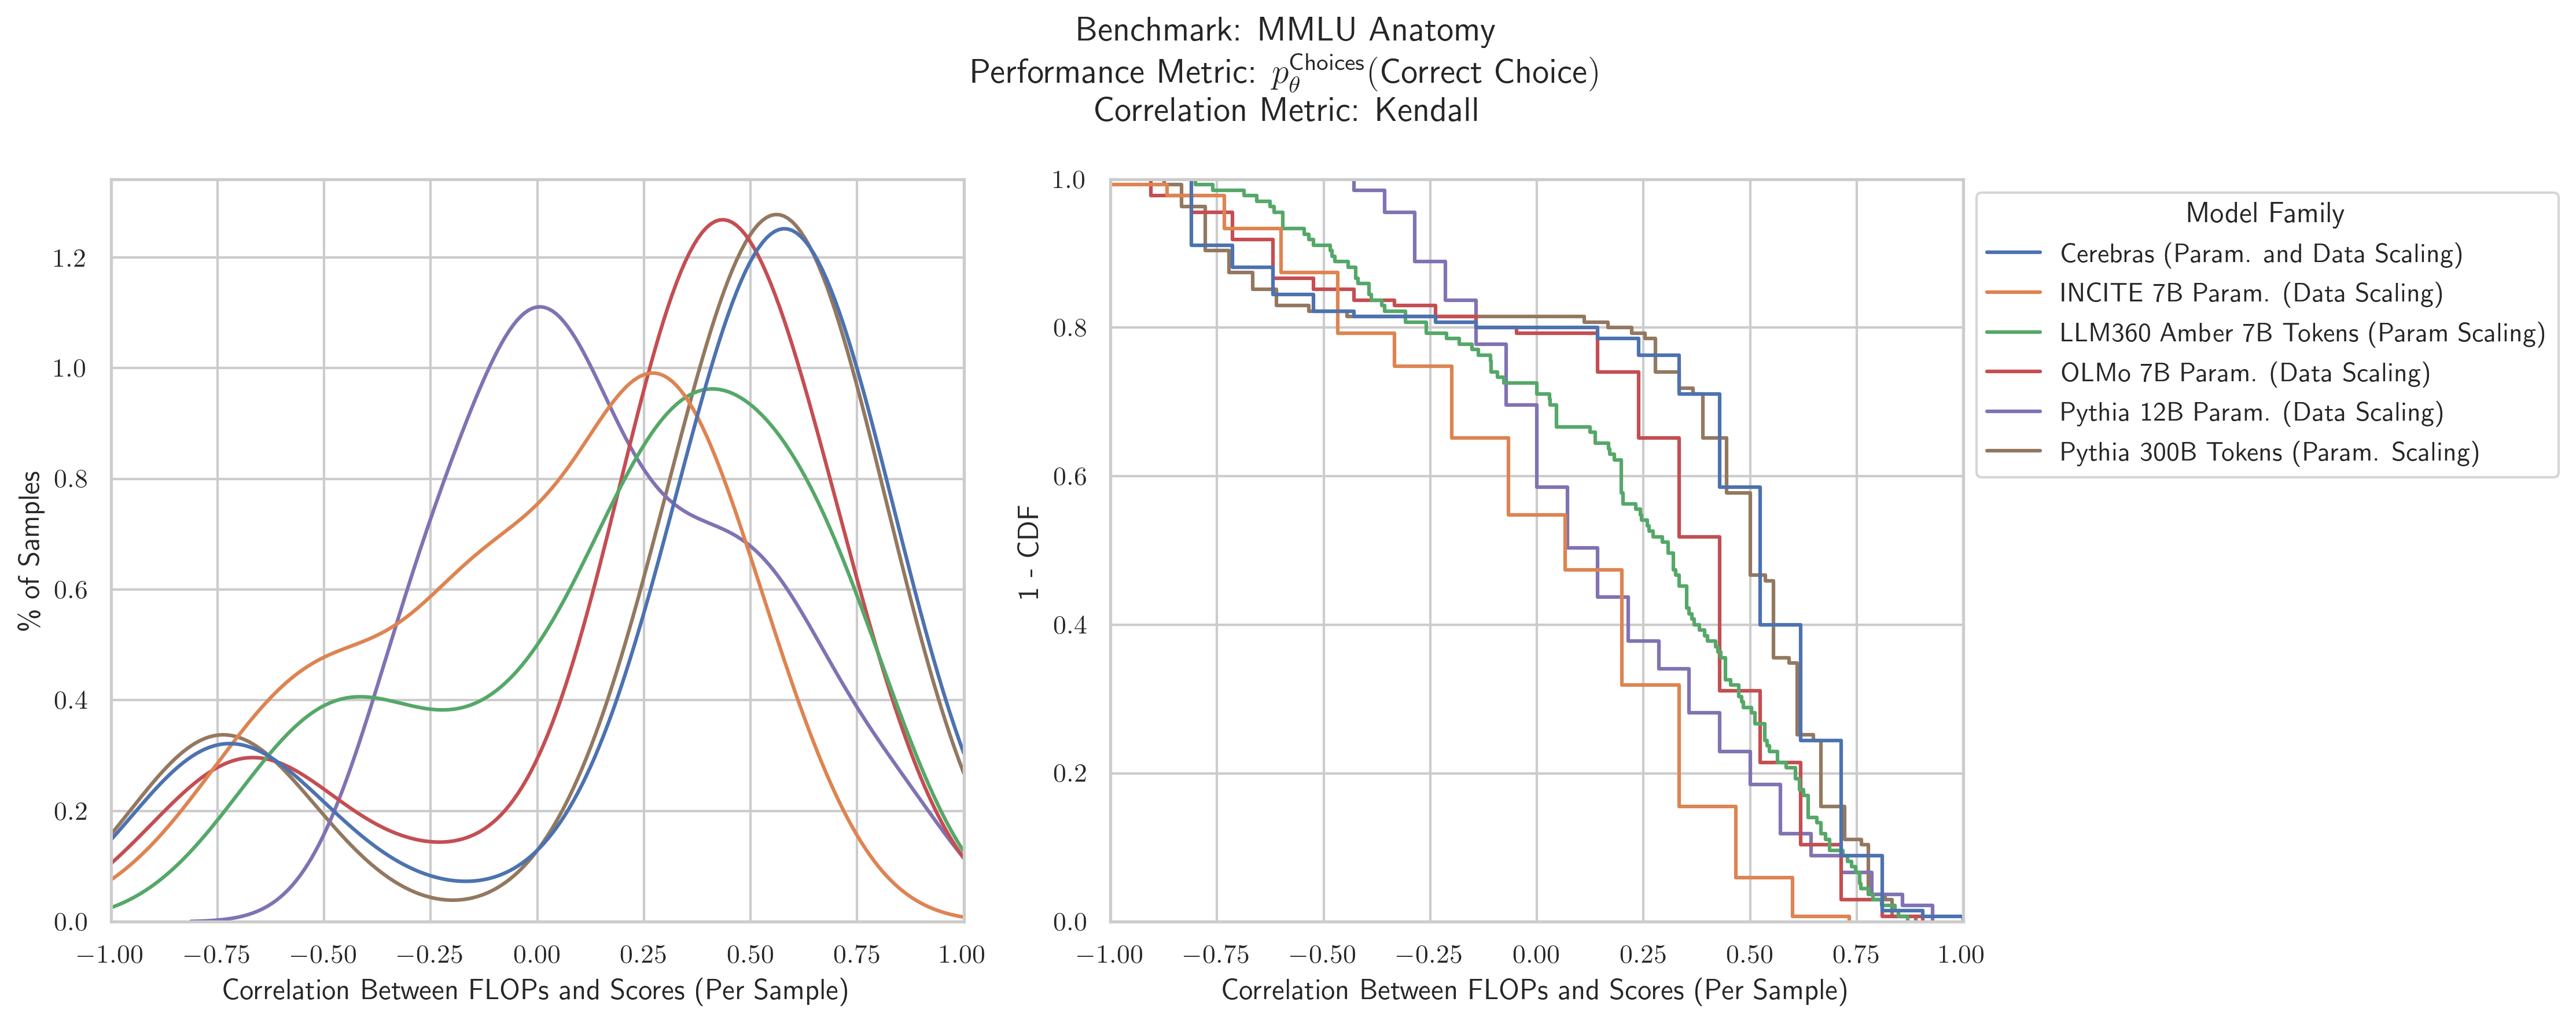 Benchmark: MMLU Anatomy
Performance Metric: $p_\theta^{\text{Choices}}$(Correct Choice)
Correlation Metric: Kendall
% of Samples
1.2
1.0
0.8
0.6
0.4
0.2
0.0
−1.00 −0.75 −0.50 −0.25 0.00 0.25 0.50 0.75 1.00
Correlation Between FLOPs and Scores (Per Sample)
1 - CDF
1.0
0.8
0.6
0.4
0.2
0.0
−1.00 −0.75 −0.50 −0.25 0.00 0.25 0.50 0.75 1.00
Correlation Between FLOPs and Scores (Per Sample)
Model Family
Cerebras (Param. and Data Scaling)
INCITE 7B Param. (Data Scaling)
LLM360 Amber 7B Tokens (Param Scaling)
OLMo 7B Param. (Data Scaling)
Pythia 12B Param. (Data Scaling)
Pythia 300B Tokens (Param. Scaling)